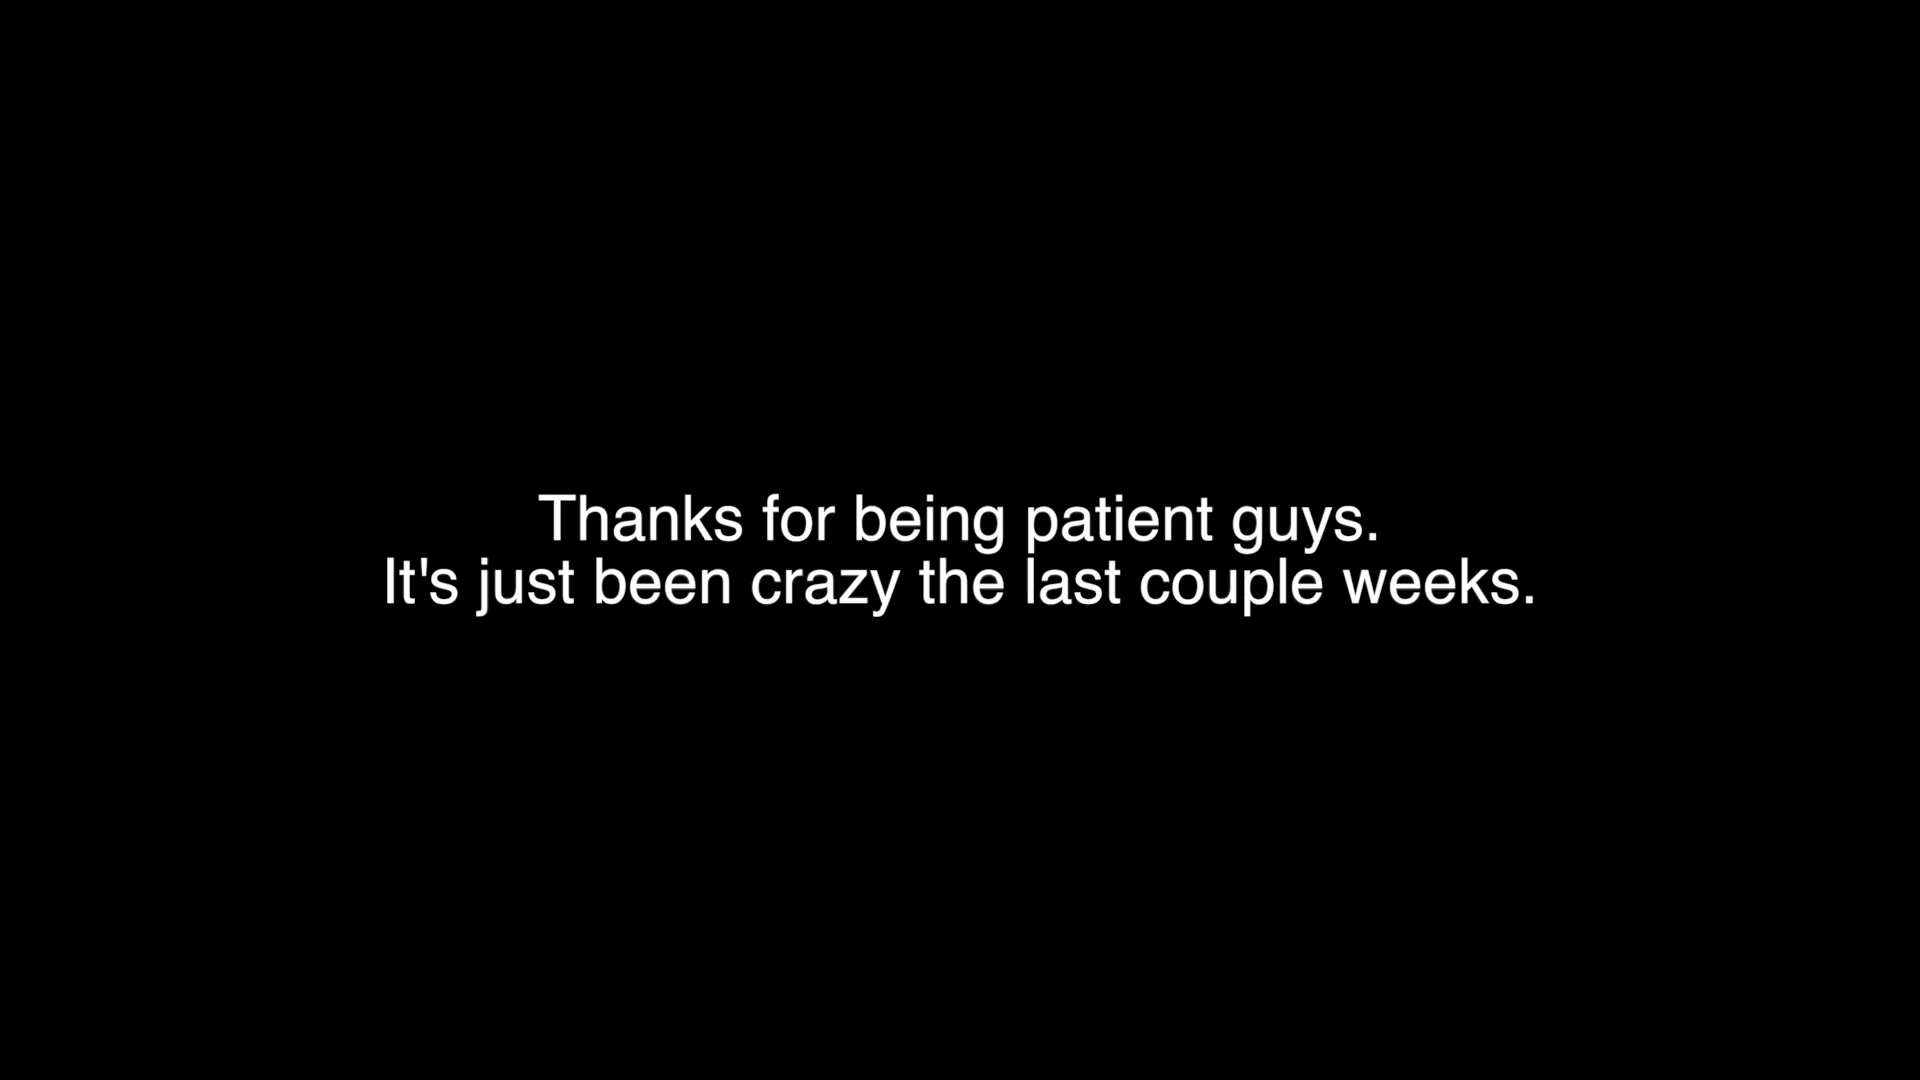 Thanks for being patient guys.
It's just been crazy the last couple weeks.